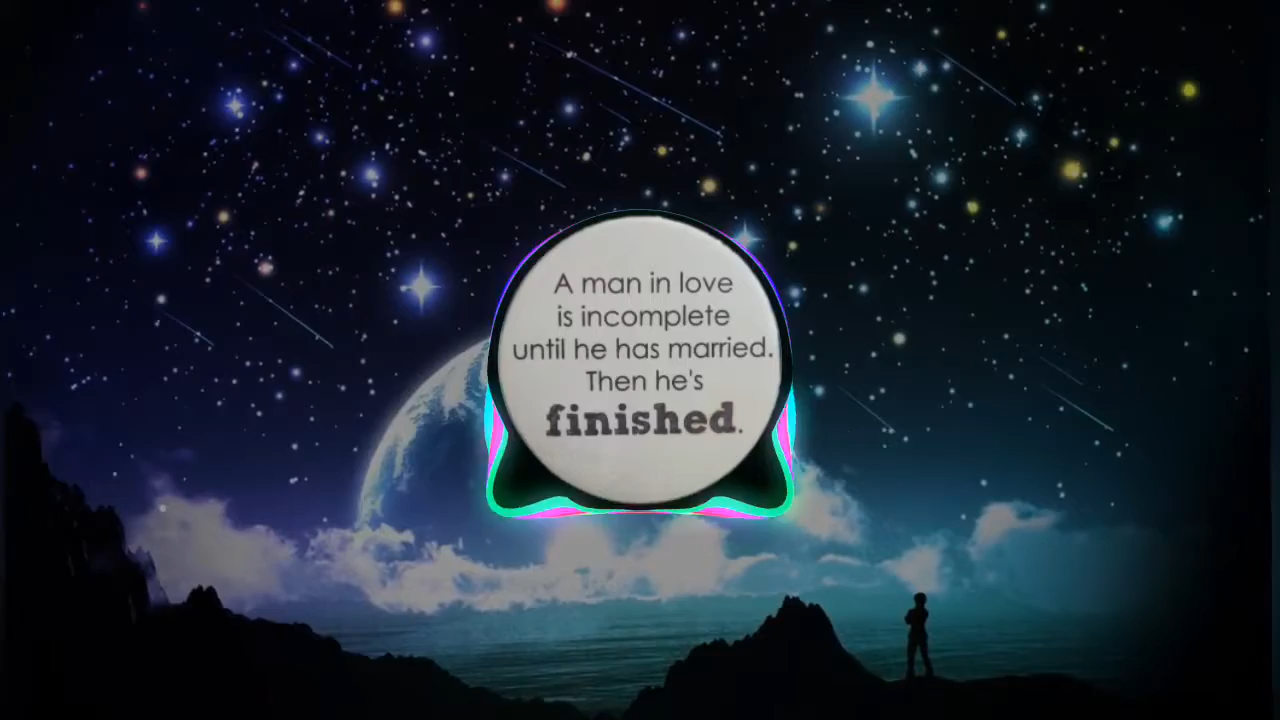 A man in love
is incomplete
until he has married.
Then he's
finished.